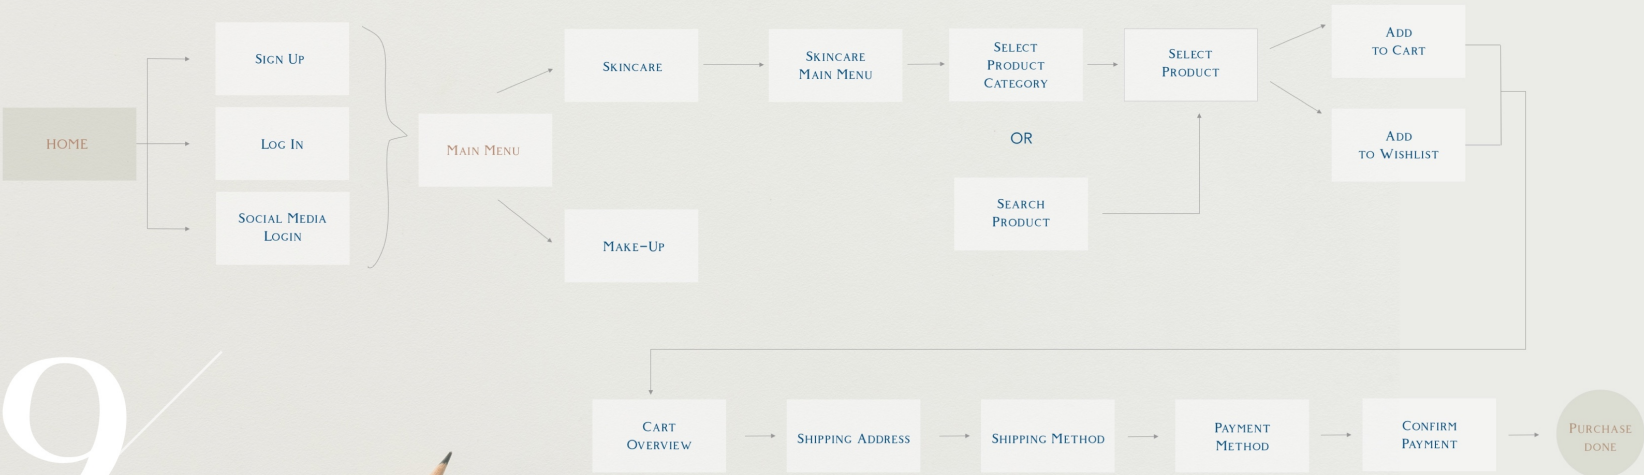 HOME
Sign Up
Log In
Social Media
Login
Main Menu
Skincare
Make-Up
Skincare
Main Menu
Select
Product
Category
OR
Search
Product
Select
Product
Add
to Cart
Add
to Wishlist
Cart
Overview
Shipping Address
Shipping Method
Payment
Method
Confirm
Payment
Purchase
done
9